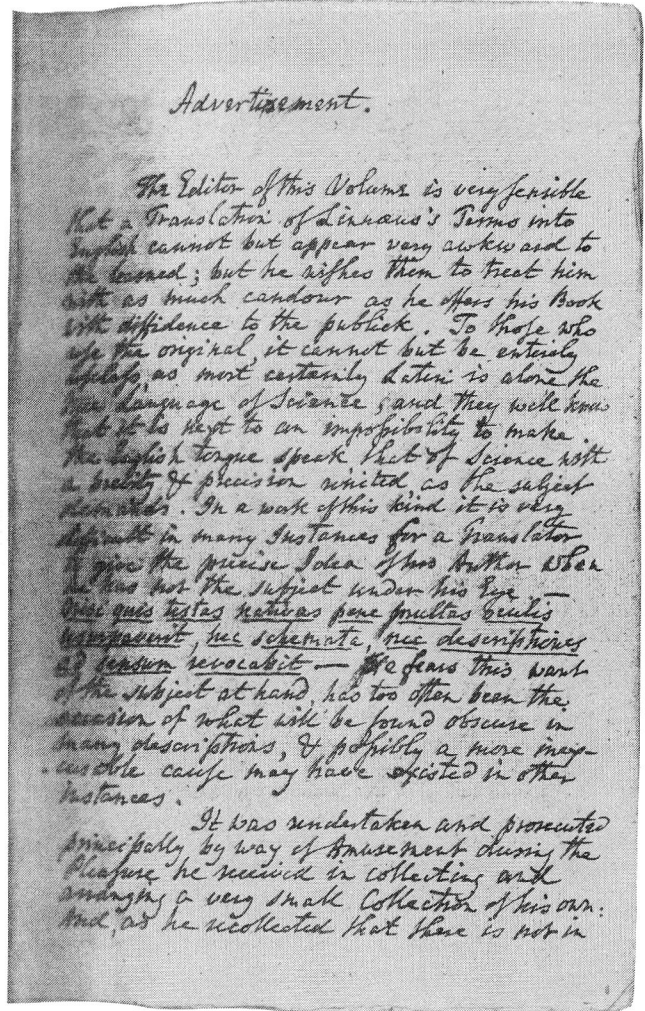 Advertisement.
The Editor of this Volume is very sensible
that a Translation of Linnæus's Terms into
English cannot but appear very awkward to
the learned; but he wishes them to treat him
with as much candour as he offers his Book
with diffidence to the publick. To those who
use the original, it cannot but be entirely
useless, as most certainly Latin is alone the
true Language of Science, and they well know
that it is next to an impossibility to make
the English tongue speak that of Science with
a brevity & precision united as the subject
demands. In a work of this kind it is very
difficult in many Instances for a Translator
to give the precise Idea of his Author when
he has not the subject under his Eye. —
Nisi quis testas nativas pene oculis
, nec schemata, nec descriptiones
ad sensum revocabit — He fears this want
of the subject at hand, has too often been the
occasion of what will be found obscure in
many descriptions, & possibly a more inex-
cusable cause may have existed in other
instances.
It was undertaken and prosecuted
principally by way of Amusement during the
Pleasure he received in collecting and
arranging a very small Collection of his own:
And, as he recollected that there is not in